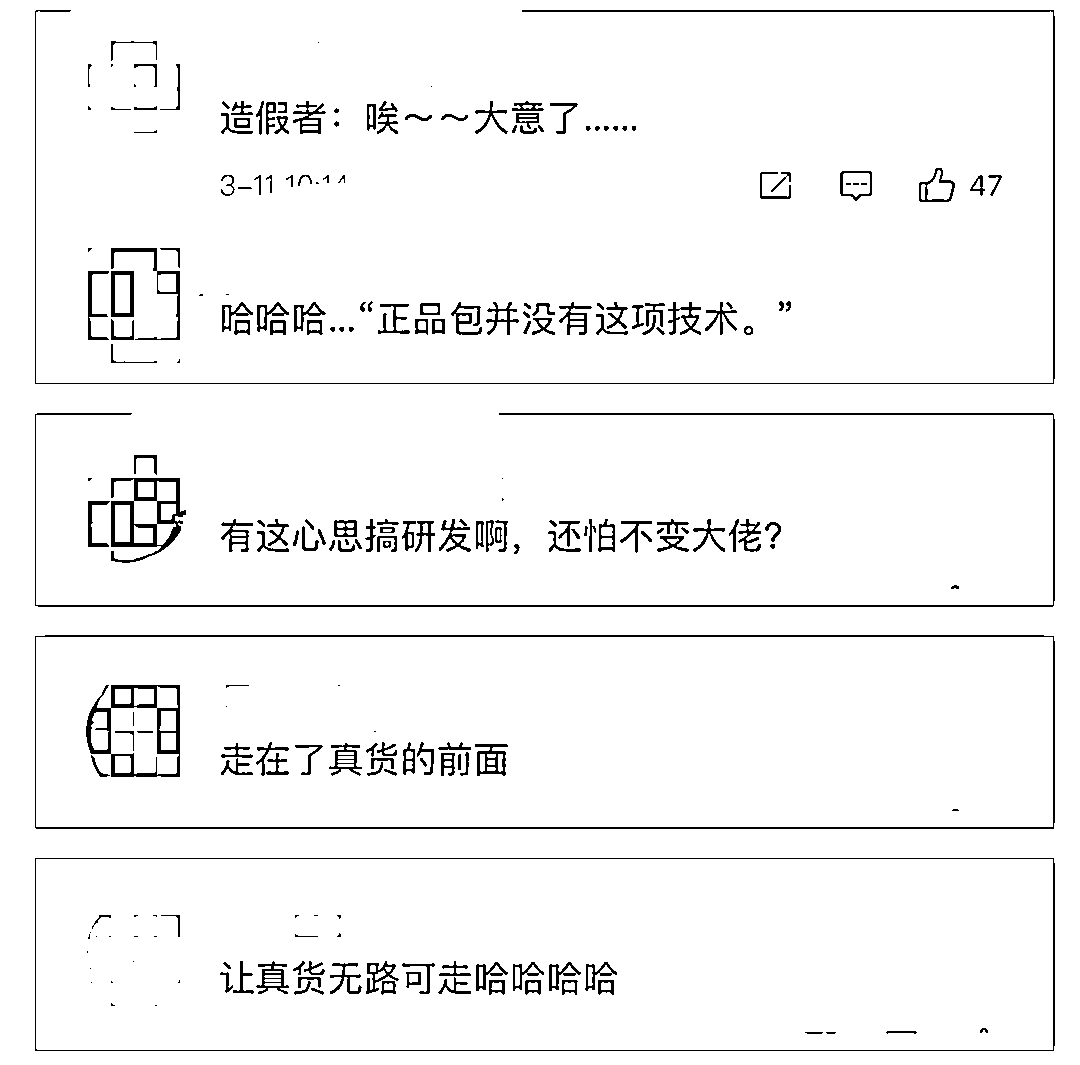 造假者：唉～～大意了......
3-11 10:14
47
哈哈哈...“正品包并没有这项技术。”
有这心思搞研发啊，还怕不变大佬？
走在了真货的前面
让真货无路可走哈哈哈哈